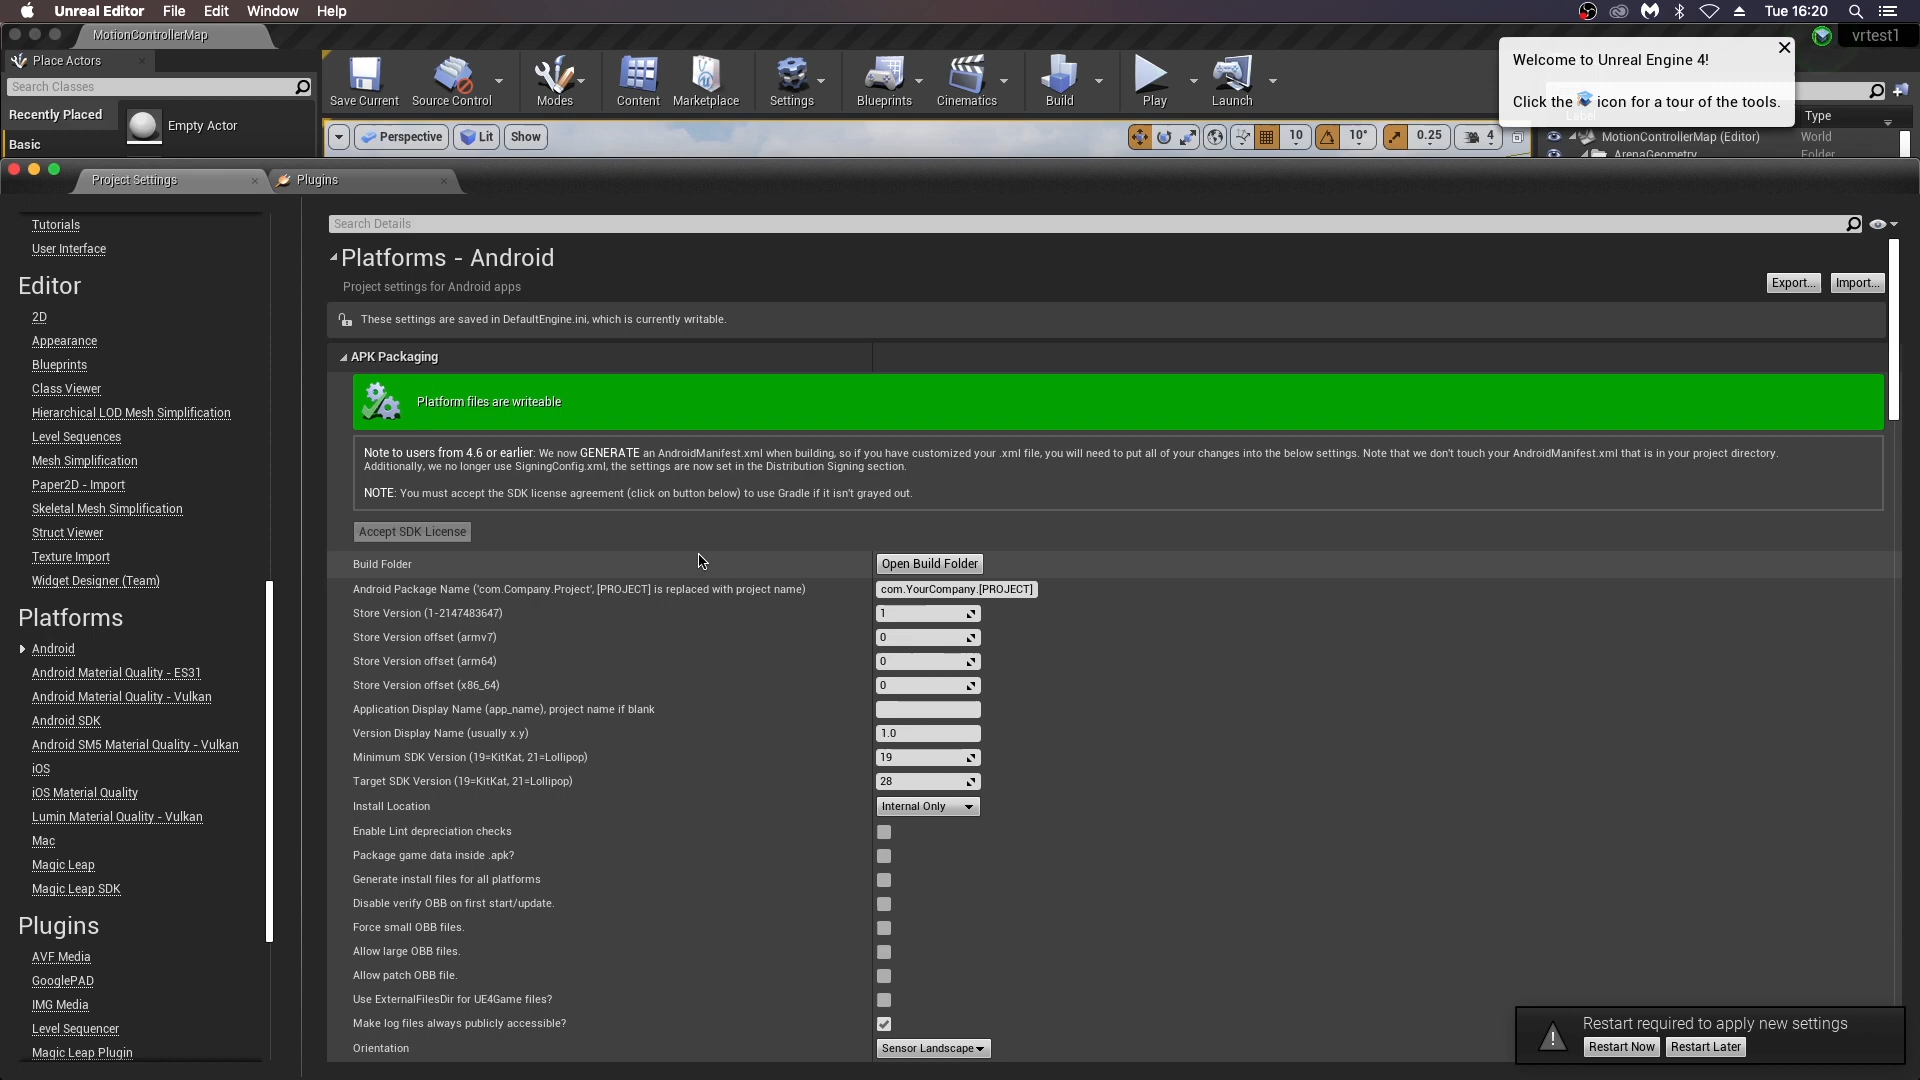 Unreal Editor File Edit Window Help
Tue 16:20
MotionControllerMap
vrtest1
Place Actors
Search Classes
Recently Placed
Basic
Empty Actor
Save Current
Source Control
Modes
Content
Marketplace
Settings
Blueprints
Cinematics
Build
Play
Launch
Perspective
Lit
Show
10
10°
0.25
4
Welcome to Unreal Engine 4!
Click the icon for a tour of the tools.
Label
Type
MotionControllerMap (Editor)
World
ArenaGeometry
Folder
Project Settings
Plugins
Tutorials
User Interface
Editor
2D
Appearance
Blueprints
Class Viewer
Hierarchical LOD Mesh Simplification
Level Sequences
Mesh Simplification
Paper2D - Import
Skeletal Mesh Simplification
Struct Viewer
Texture Import
Widget Designer (Team)
Platforms
Android
Android Material Quality - ES31
Android Material Quality - Vulkan
Android SDK
Android SM5 Material Quality - Vulkan
iOS
iOS Material Quality
Lumin Material Quality - Vulkan
Mac
Magic Leap
Magic Leap SDK
Plugins
AVF Media
GooglePAD
IMG Media
Level Sequencer
Magic Leap Plugin
Search Details
Platforms - Android
Project settings for Android apps
Export...
Import...
These settings are saved in DefaultEngine.ini, which is currently writable.
APK Packaging
Platform files are writeable
Note to users from 4.6 or earlier: We now GENERATE an AndroidManifest.xml when building, so if you have customized your .xml file, you will need to put all of your changes into the below settings. Note that we don't touch your AndroidManifest.xml that is in your project directory.
Additionally, we no longer use SigningConfig.xml, the settings are now set in the Distribution Signing section.
NOTE: You must accept the SDK license agreement (click on button below) to use Gradle if it isn't grayed out.
Accept SDK License
Build Folder
Open Build Folder
Android Package Name ('com.Company.Project', [PROJECT] is replaced with project name)
com.YourCompany.[PROJECT]
Store Version (1-2147483647)
1
Store Version offset (armv7)
0
Store Version offset (arm64)
0
Store Version offset (x86_64)
0
Application Display Name (app_name), project name if blank
Version Display Name (usually x.y)
1.0
Minimum SDK Version (19=KitKat, 21=Lollipop)
19
Target SDK Version (19=KitKat, 21=Lollipop)
28
Install Location
Internal Only
Enable Lint depreciation checks
Package game data inside .apk?
Generate install files for all platforms
Disable verify OBB on first start/update.
Force small OBB files.
Allow large OBB files.
Allow patch OBB file.
Use ExternalFilesDir for UE4Game files?
Make log files always publicly accessible?
Orientation
Sensor Landscape
Restart required to apply new settings
Restart Now
Restart Later